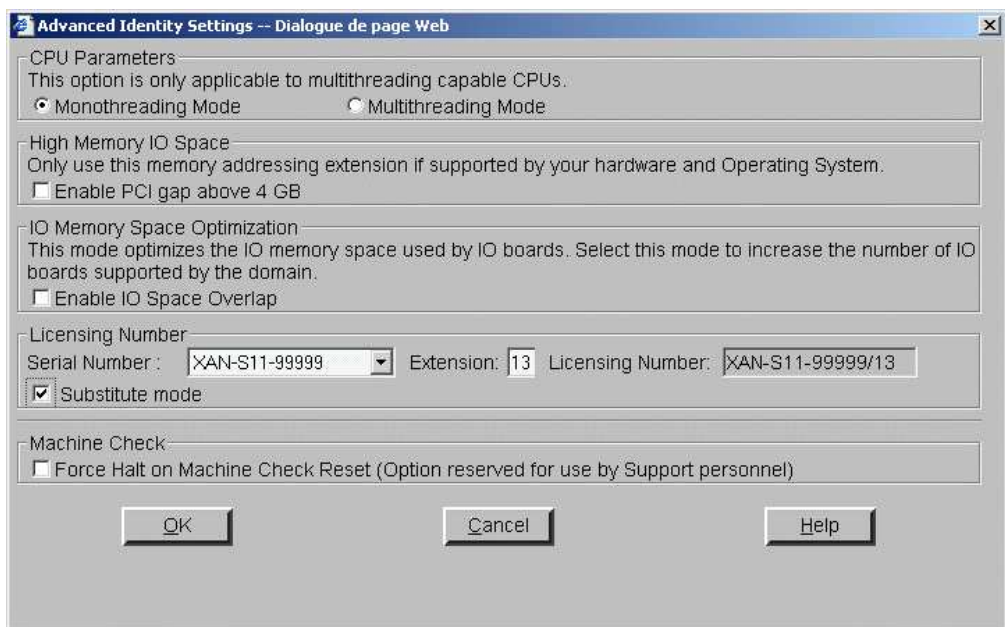 Advanced Identity Settings -- Dialogue de page Web
CPU Parameters
This option is only applicable to multithreading capable CPUs.
Monothreading Mode Multithreading Mode
High Memory IO Space
Only use this memory addressing extension if supported by your hardware and Operating System.
Enable PCI gap above 4 GB
IO Memory Space Optimization
This mode optimizes the IO memory space used by IO boards. Select this mode to increase the number of IO
boards supported by the domain.
Enable IO Space Overlap
Licensing Number
Serial Number : XAN-S11-99999 Extension: 13 Licensing Number: XAN-S11-99999/13
Substitute mode
Machine Check
Force Halt on Machine Check Reset (Option reserved for use by Support personnel)
OK Cancel Help